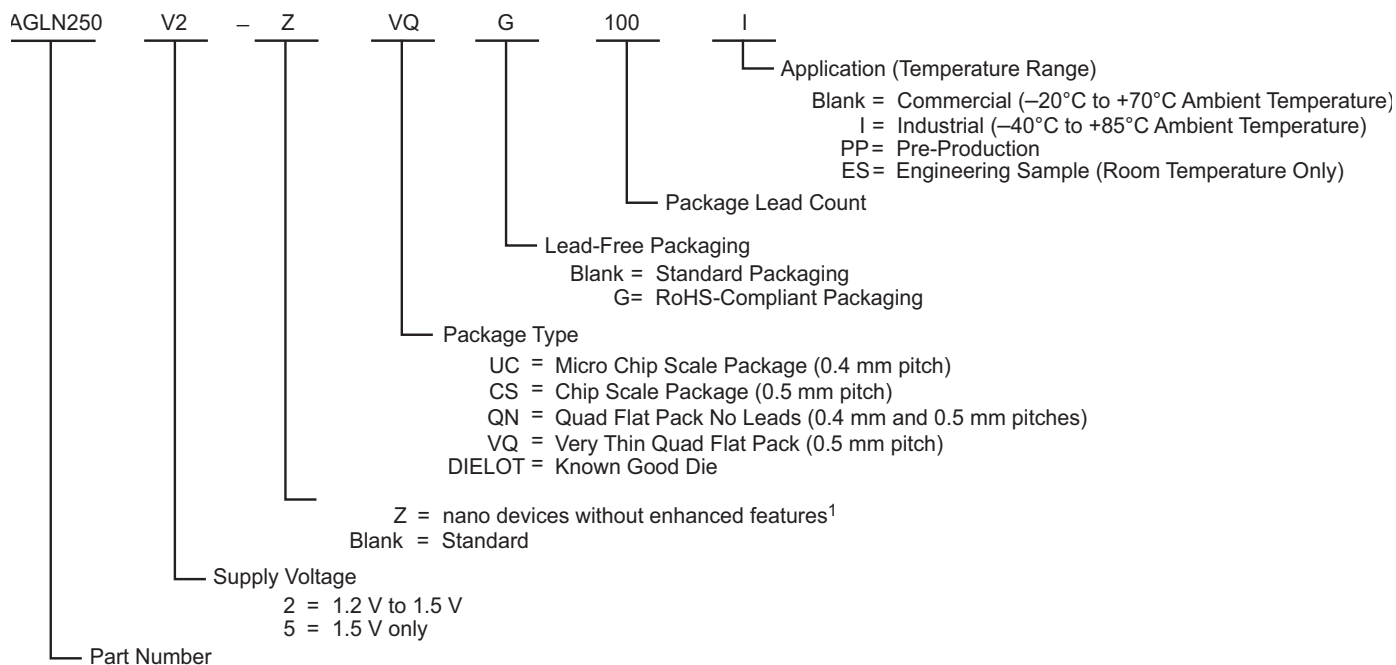 AGLN250 V2 – Z VQ G 100 I
Application (Temperature Range)
Blank = Commercial (–20°C to +70°C Ambient Temperature)
I = Industrial (–40°C to +85°C Ambient Temperature)
PP = Pre-Production
ES = Engineering Sample (Room Temperature Only)
Package Lead Count
Lead-Free Packaging
Blank = Standard Packaging
G= RoHS-Compliant Packaging
Package Type
UC = Micro Chip Scale Package (0.4 mm pitch)
CS = Chip Scale Package (0.5 mm pitch)
QN = Quad Flat Pack No Leads (0.4 mm and 0.5 mm pitches)
VQ = Very Thin Quad Flat Pack (0.5 mm pitch)
DIELOT = Known Good Die
Z = nano devices without enhanced features1
Blank = Standard
Supply Voltage
2 = 1.2 V to 1.5 V
5 = 1.5 V only
Part Number